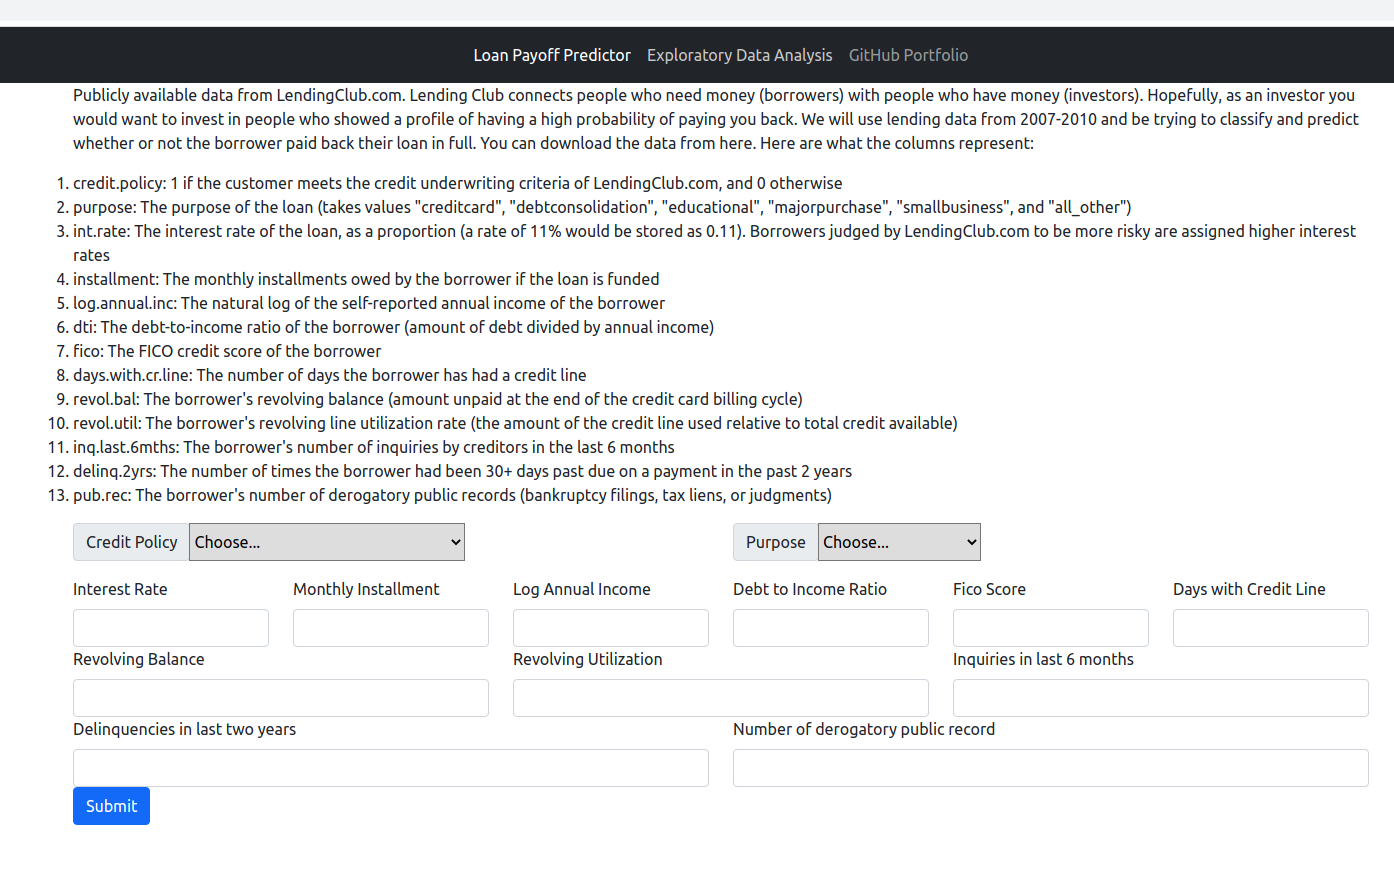 Loan Payoff Predictor Exploratory Data Analysis GitHub Portfolio
Publicly available data from LendingClub.com. Lending Club connects people who need money (borrowers) with people who have money (investors). Hopefully, as an investor you
would want to invest in people who showed a profile of having a high probability of paying you back. We will use lending data from 2007-2010 and be trying to classify and predict
whether or not the borrower paid back their loan in full. You can download the data from here. Here are what the columns represent:
1. credit.policy: 1 if the customer meets the credit underwriting criteria of LendingClub.com, and 0 otherwise
2. purpose: The purpose of the loan (takes values "creditcard", "debtconsolidation", "educational", "majorpurchase", "smallbusiness", and "all_other")
3. int.rate: The interest rate of the loan, as a proportion (a rate of 11% would be stored as 0.11). Borrowers judged by LendingClub.com to be more risky are assigned higher interest
rates
4. installment: The monthly installments owed by the borrower if the loan is funded
5. log.annual.inc: The natural log of the self-reported annual income of the borrower
6. dti: The debt-to-income ratio of the borrower (amount of debt divided by annual income)
7. fico: The FICO credit score of the borrower
8. days.with.cr.line: The number of days the borrower has had a credit line
9. revol.bal: The borrower's revolving balance (amount unpaid at the end of the credit card billing cycle)
10. revol.util: The borrower's revolving line utilization rate (the amount of the credit line used relative to total credit available)
11. inq.last.6mths: The borrower's number of inquiries by creditors in the last 6 months
12. delinq.2yrs: The number of times the borrower had been 30+ days past due on a payment in the past 2 years
13. pub.rec: The borrower's number of derogatory public records (bankruptcy filings, tax liens, or judgments)
Credit Policy Choose... Purpose Choose...
Interest Rate Monthly Installment Log Annual Income Debt to Income Ratio Fico Score Days with Credit Line
Revolving Balance Revolving Utilization Inquiries in last 6 months
Delinquencies in last two years Number of derogatory public record
Submit